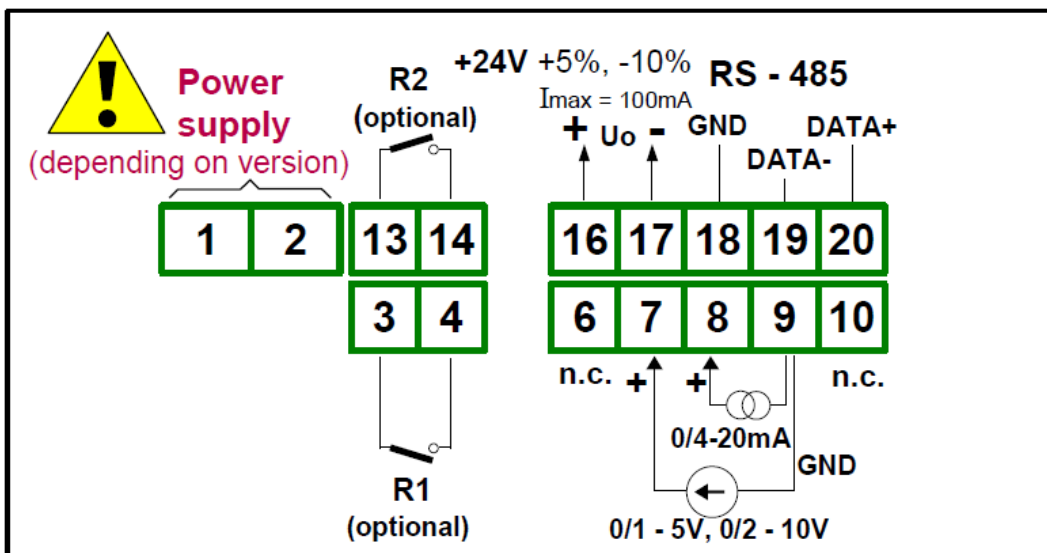 Power
supply
(depending on version)
R2
(optional)
+24V +5%, -10%
Imax = 100mA
+ Uo -
RS - 485
GND
DATA-
DATA+
1 2 13 14 16 17 18 19 20
3 4 6 7 8 9 10
n.c. + + n.c.
0/4-20mA
GND
R1
(optional)
0/1 - 5V, 0/2 - 10V